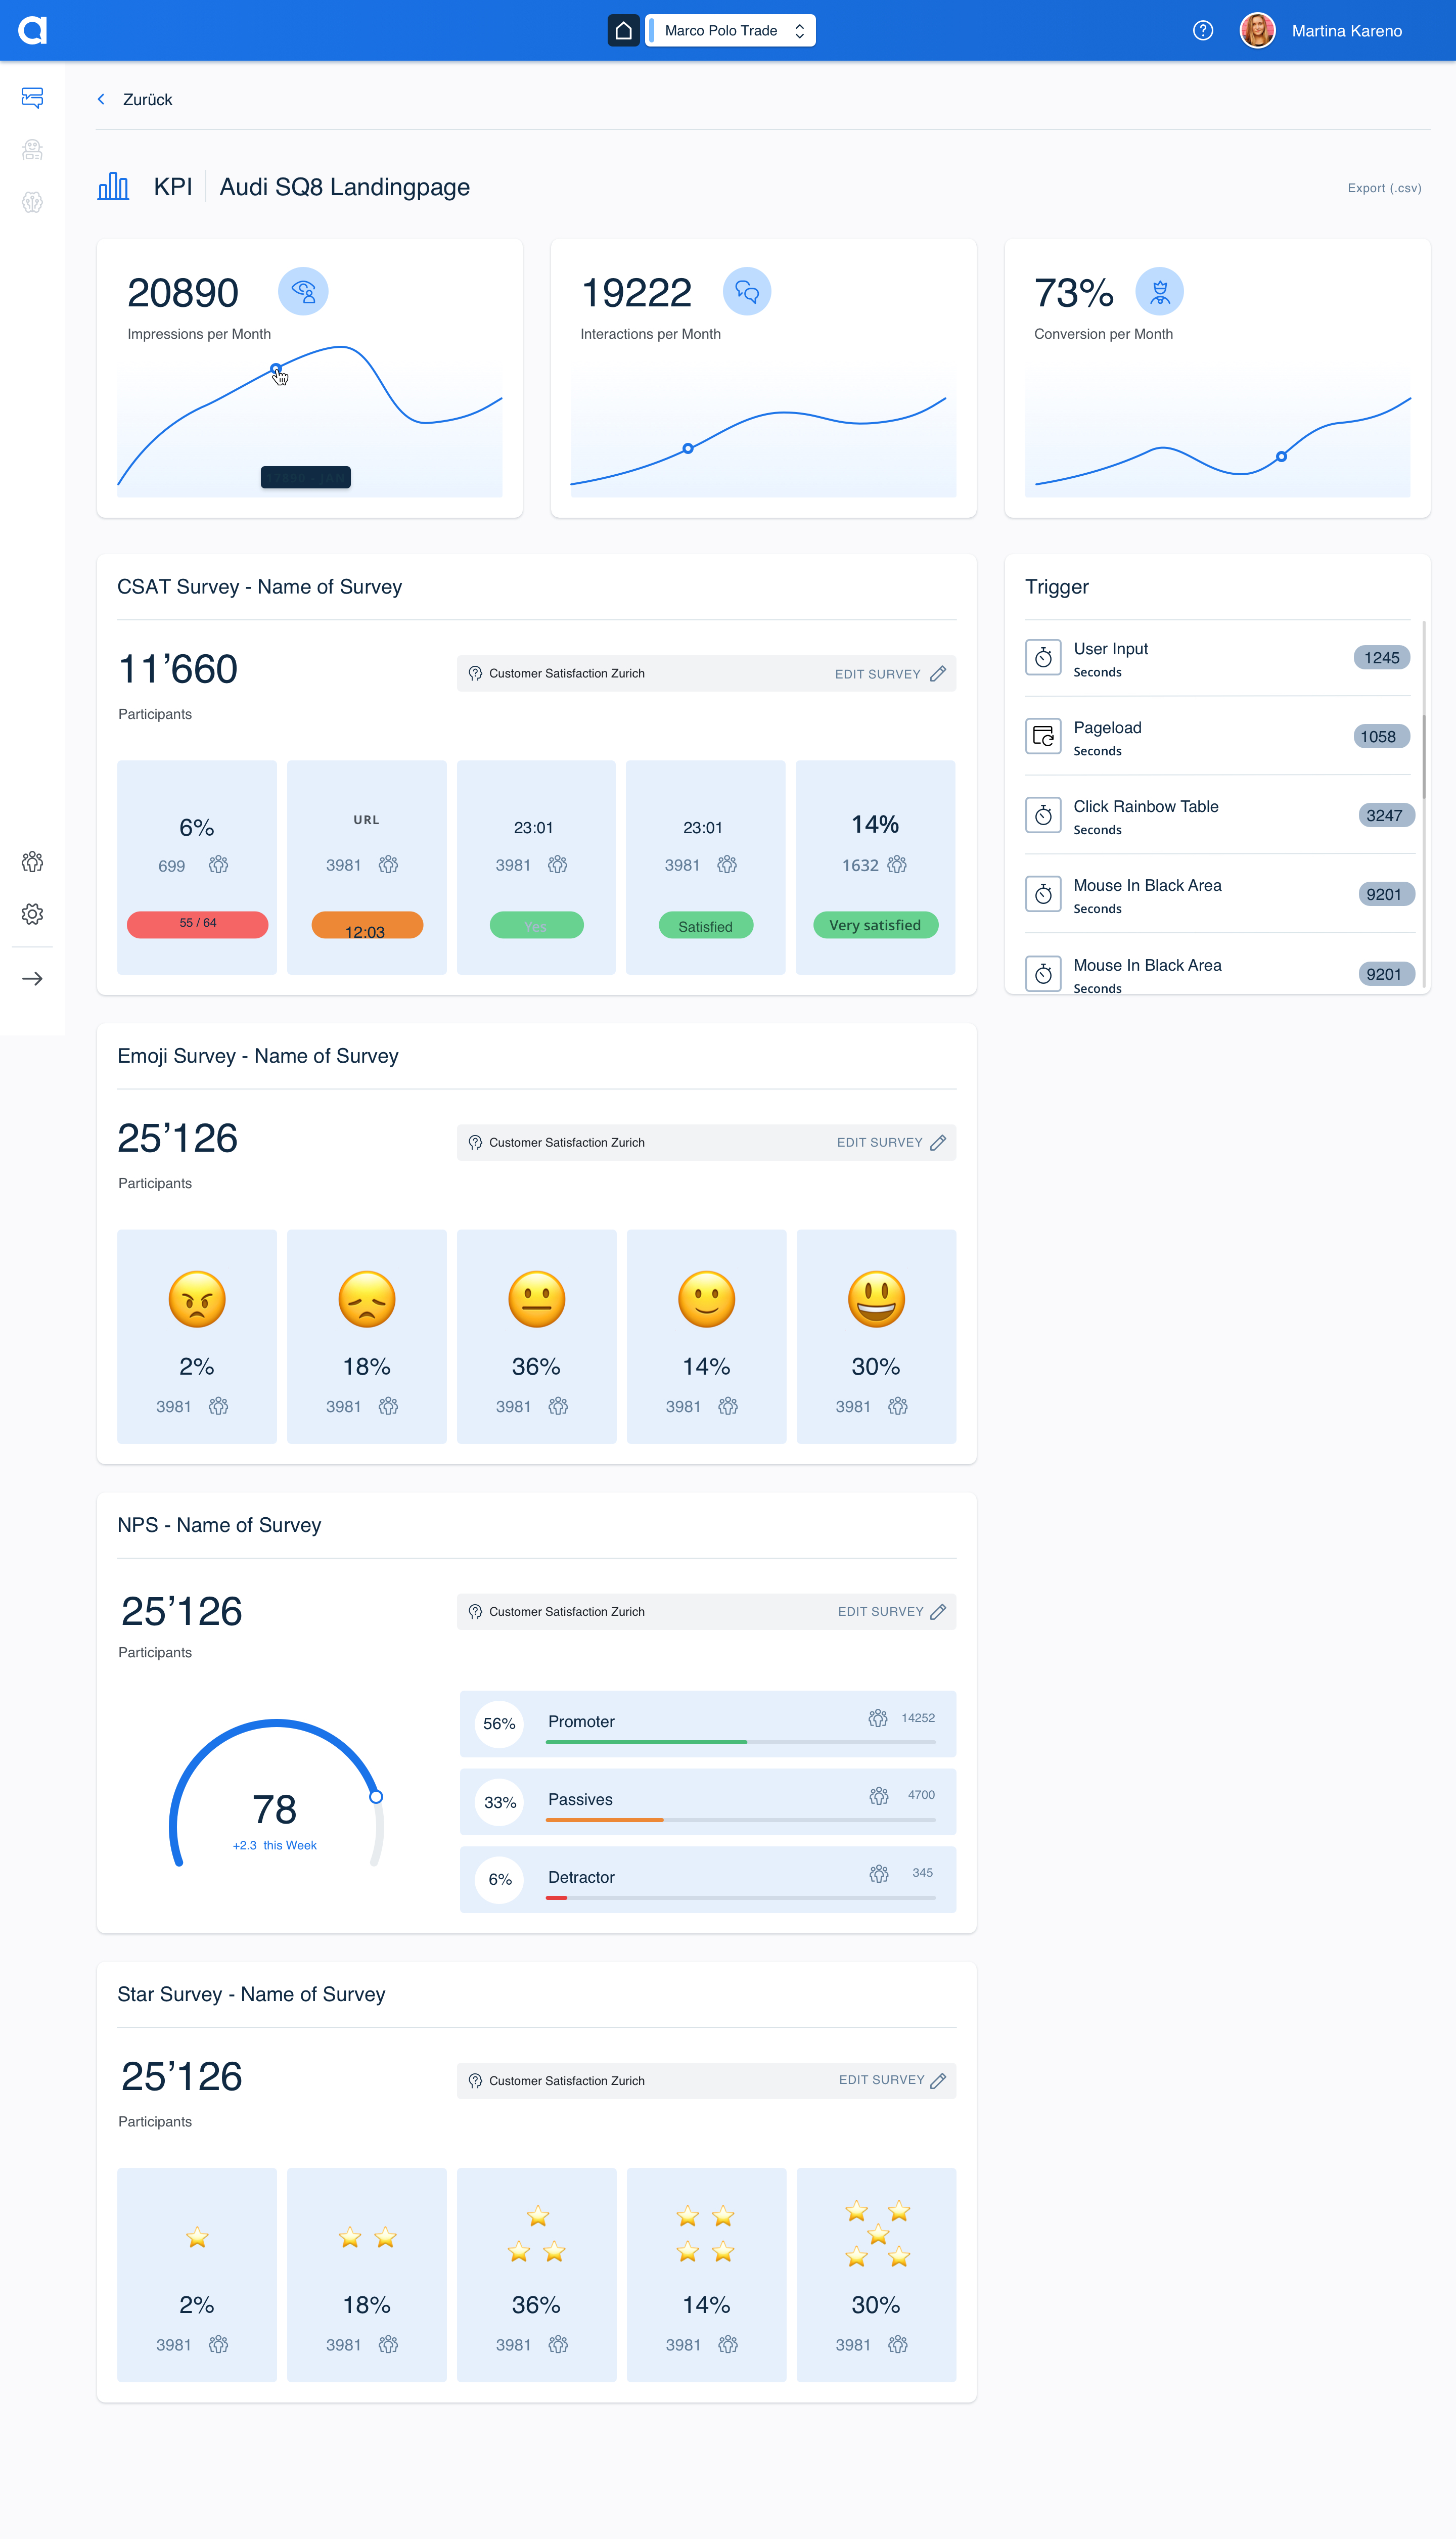 Marco Polo Trade
Martina Kareno
Zurück
KPI
Audi SQ8 Landingpage
Export (.csv)
20890
Impressions per Month
19222
Interactions per Month
73%
Conversion per Month
CSAT Survey - Name of Survey
11’660
Participants
Customer Satisfaction Zurich
EDIT SURVEY
6%
699
55 / 64
URL
3981
12:03
23:01
3981
Yes
23:01
3981
Satisfied
14%
1632
Very satisfied
Trigger
User Input
Seconds
1245
Pageload
Seconds
1058
Click Rainbow Table
Seconds
3247
Mouse In Black Area
Seconds
9201
Mouse In Black Area
Seconds
9201
Emoji Survey - Name of Survey
25’126
Participants
Customer Satisfaction Zurich
EDIT SURVEY
2%
3981
18%
3981
36%
3981
14%
3981
30%
3981
NPS - Name of Survey
25’126
Participants
Customer Satisfaction Zurich
EDIT SURVEY
78
+2.3 this Week
56%
Promoter
14252
33%
Passives
4700
6%
Detractor
345
Star Survey - Name of Survey
25’126
Participants
Customer Satisfaction Zurich
EDIT SURVEY
2%
3981
18%
3981
36%
3981
14%
3981
30%
3981